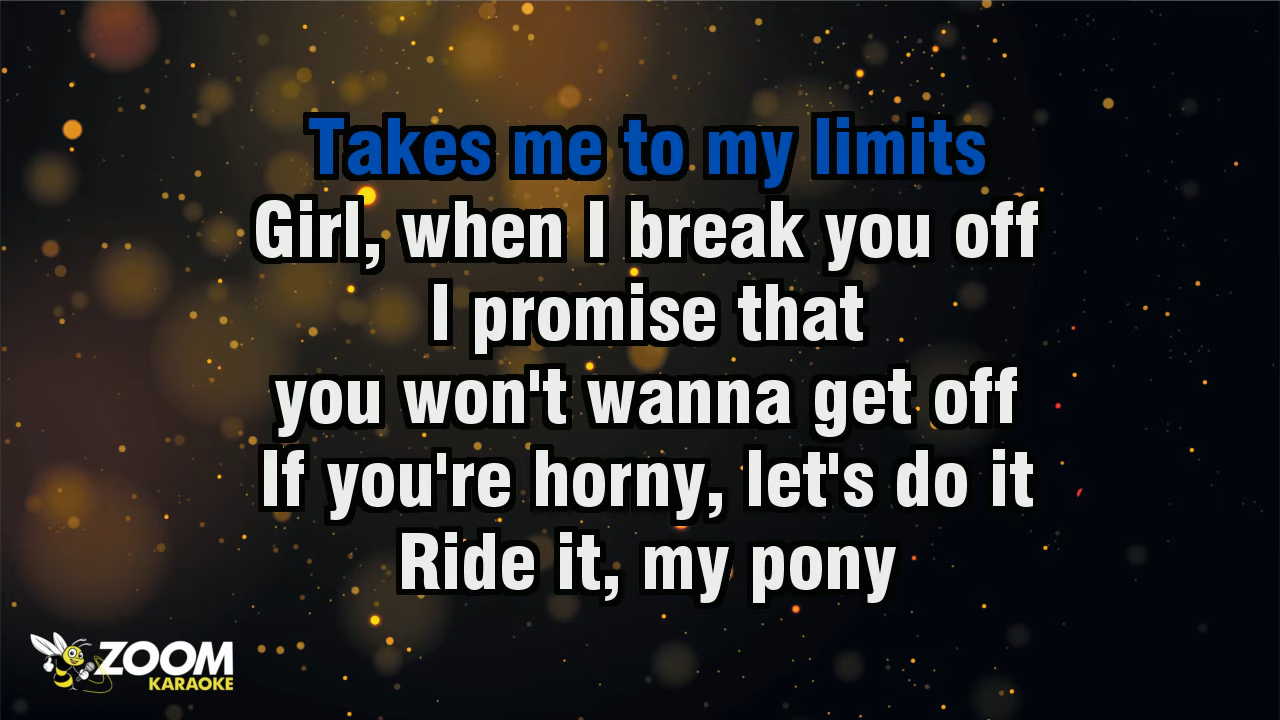 Takes me to my limits
Girl, when I break you off
I promise that
you won't wanna get off
If you're horny, let's do it
Ride it, my pony
ZOOM
KARAOKE